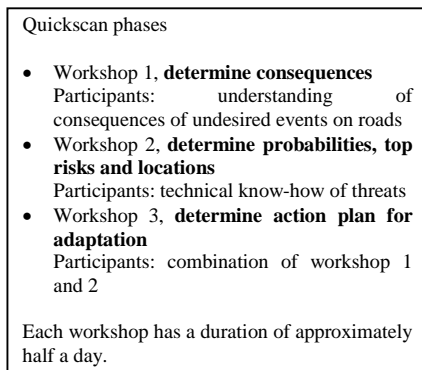 Quickscan phases
• Workshop 1, determine consequences
Participants: understanding of
consequences of undesired events on roads
• Workshop 2, determine probabilities, top
risks and locations
Participants: technical know-how of threats
• Workshop 3, determine action plan for
adaptation
Participants: combination of workshop 1
and 2
Each workshop has a duration of approximately
half a day.